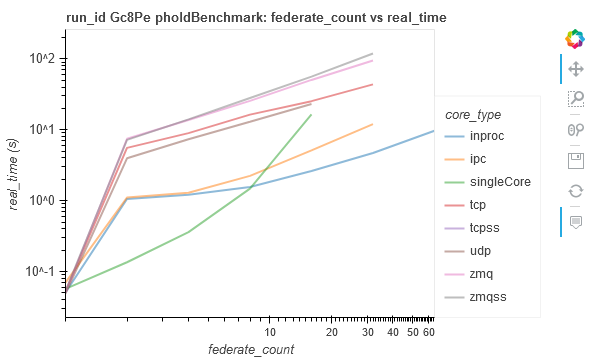 run_id Gc8Pe pholdBenchmark: federate_count vs real_time
10^2
10^1
10^0
10^-1
real_time (s)
10
20
30
40
50
60
federate_count
core_type
inproc
ipc
singleCore
tcp
tcpss
udp
zmq
zmqss